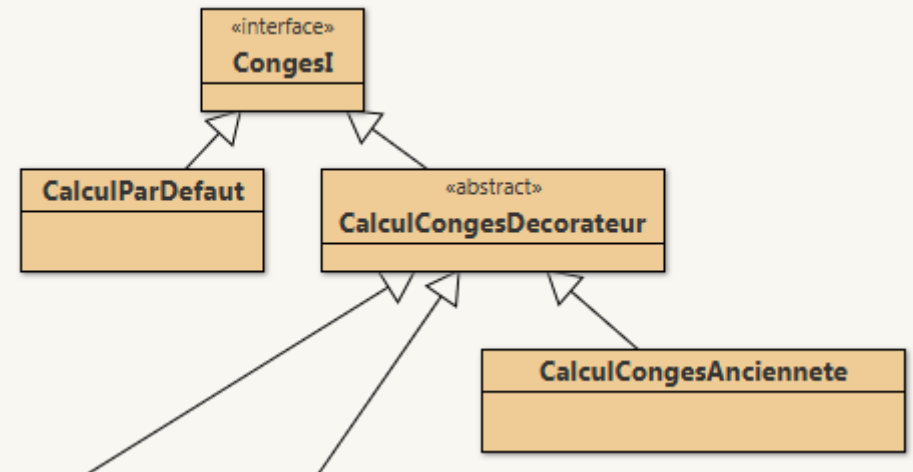 «interface»
CongesI
CalculParDefaut
«abstract»
CalculCongesDecorateur
CalculCongesAnciennete